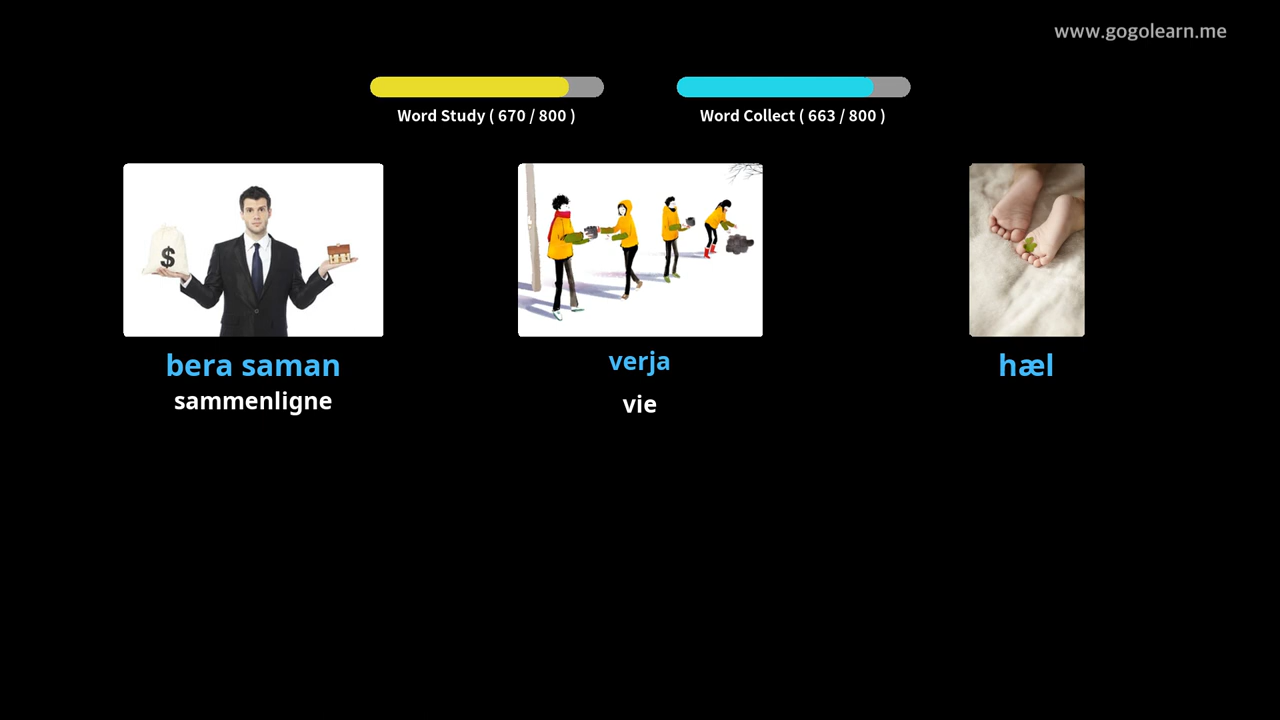 www.gogolearn.me
Word Study ( 670 / 800 )
Word Collect ( 663 / 800 )
$
bera saman
sammenligne
verja
vie
hæl